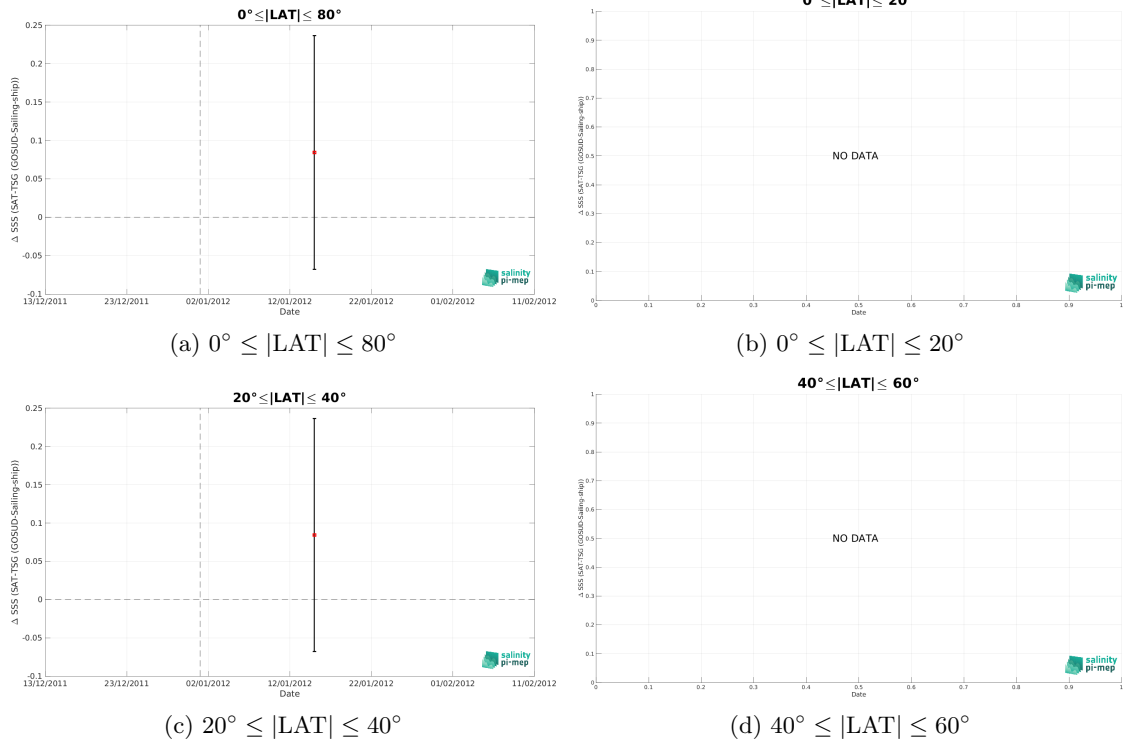 0°≤|LAT|≤ 80°
0.25
0.2
0.15
0.1
0.05
0
-0.05
-0.1
Δ SSS (SAT-TSG (GOSUD-Sailing-ship))
13/12/2011 23/12/2011 02/01/2012 12/01/2012 22/01/2012 01/02/2012 11/02/2012
Date
salinity
pi-mep
(a) 0° ≤ |LAT| ≤ 80°
0°≤|LAT|≤ 20°
1
0.9
0.8
0.7
0.6
0.5
0.4
0.3
0.2
0.1
0
Δ SSS (SAT-TSG (GOSUD-Sailing-ship))
NO DATA
0 0.1 0.2 0.3 0.4 0.5 0.6 0.7 0.8 0.9 1
Date
salinity
pi-mep
(b) 0° ≤ |LAT| ≤ 20°
20°≤|LAT|≤ 40°
0.25
0.2
0.15
0.1
0.05
0
-0.05
-0.1
Δ SSS (SAT-TSG (GOSUD-Sailing-ship))
13/12/2011 23/12/2011 02/01/2012 12/01/2012 22/01/2012 01/02/2012 11/02/2012
Date
salinity
pi-mep
(c) 20° ≤ |LAT| ≤ 40°
40°≤|LAT|≤ 60°
1
0.9
0.8
0.7
0.6
0.5
0.4
0.3
0.2
0.1
0
Δ SSS (SAT-TSG (GOSUD-Sailing-ship))
NO DATA
0 0.1 0.2 0.3 0.4 0.5 0.6 0.7 0.8 0.9 1
Date
salinity
pi-mep
(d) 40° ≤ |LAT| ≤ 60°